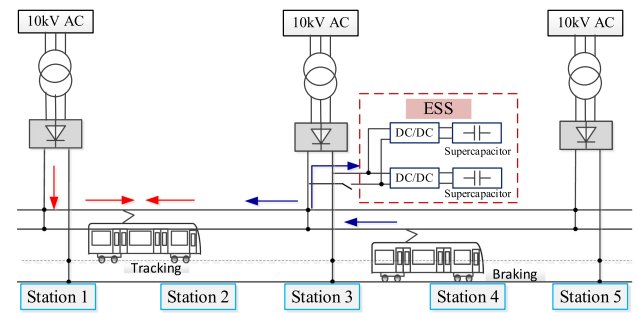 10kV AC
10kV AC
10kV AC
ESS
DC/DC
Supercapacitor
DC/DC
Supercapacitor
Tracking
Braking
Station 1
Station 2
Station 3
Station 4
Station 5